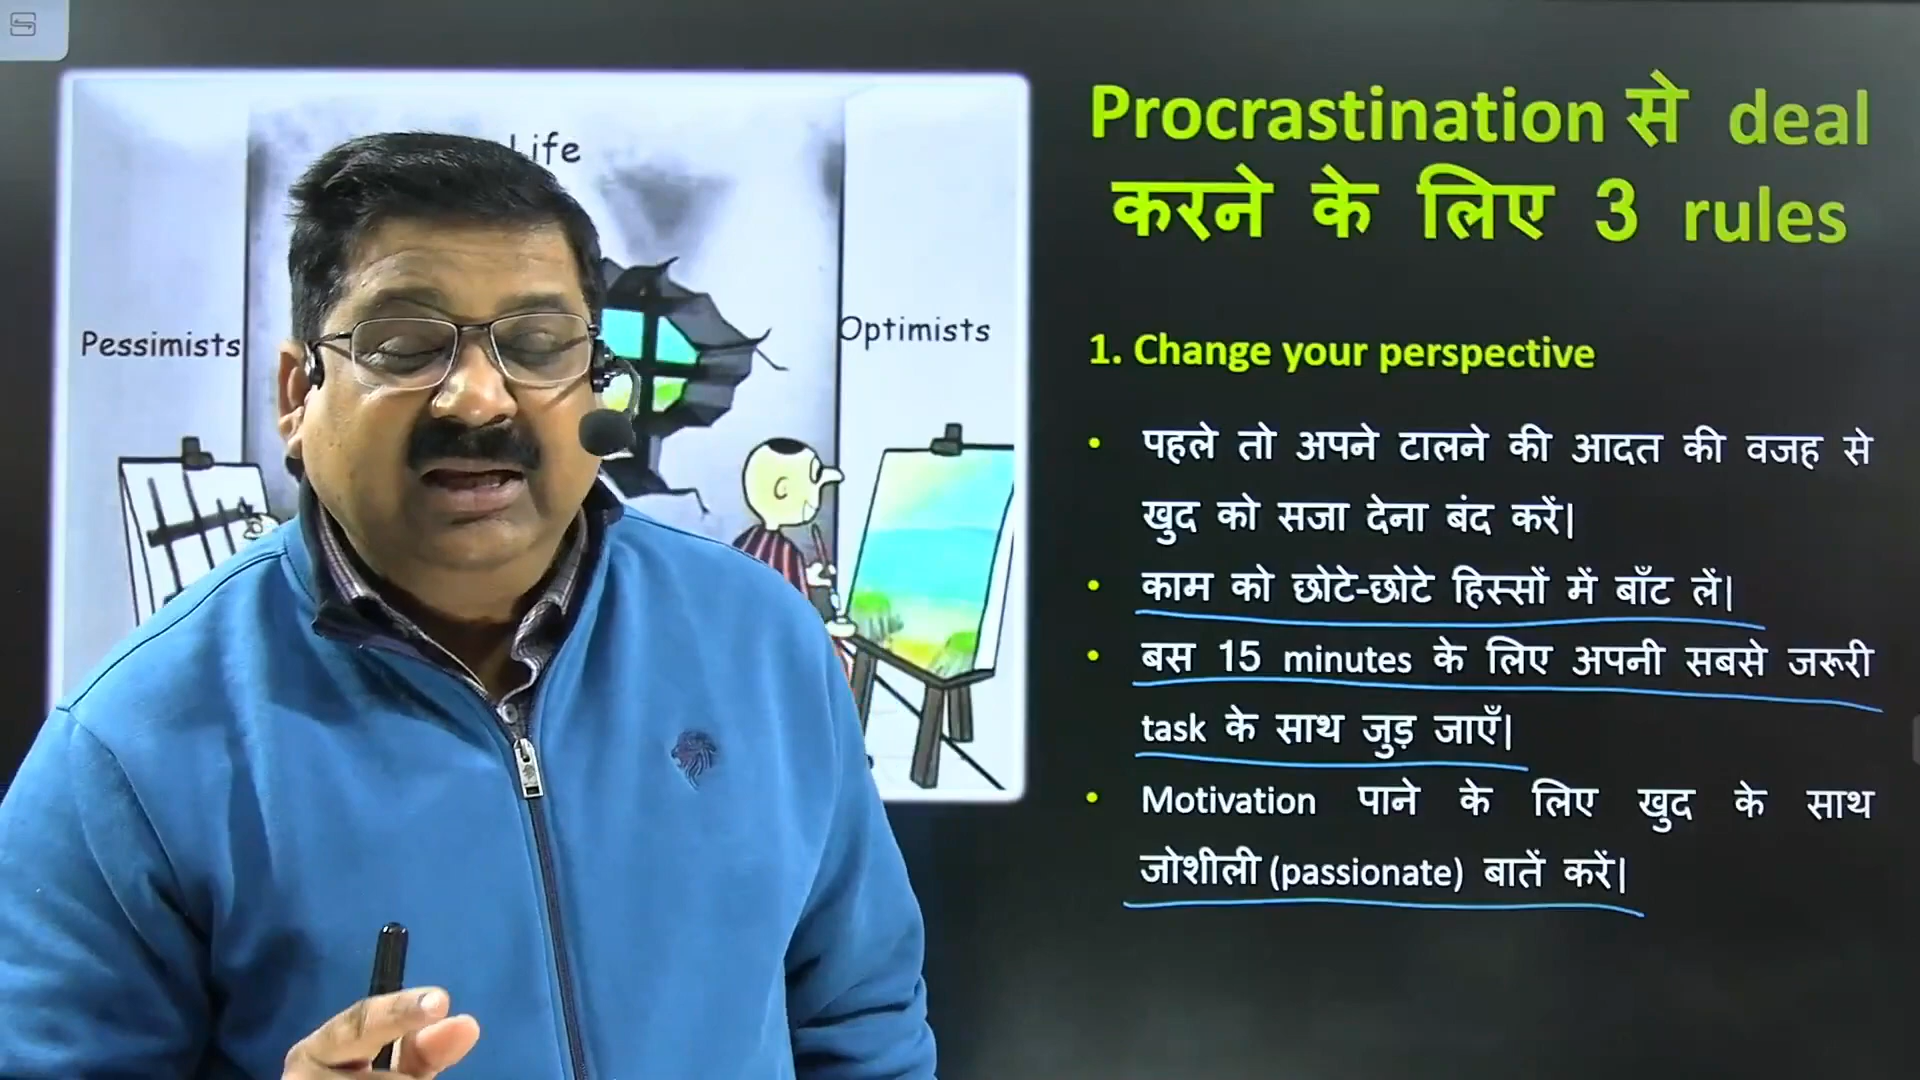 Life
Pessimists
Optimists
Procrastination से deal
करने के लिए 3 rules
1. Change your perspective
• पहले तो अपने टालने की आदत की वजह से
खुद को सजा देना बंद करें|
• काम को छोटे-छोटे हिस्सों में बाँट लें|
• बस 15 minutes के लिए अपनी सबसे जरूरी
task के साथ जुड़ जाएँ|
• Motivation पाने के लिए खुद के साथ
जोशीली (passionate) बातें करें|